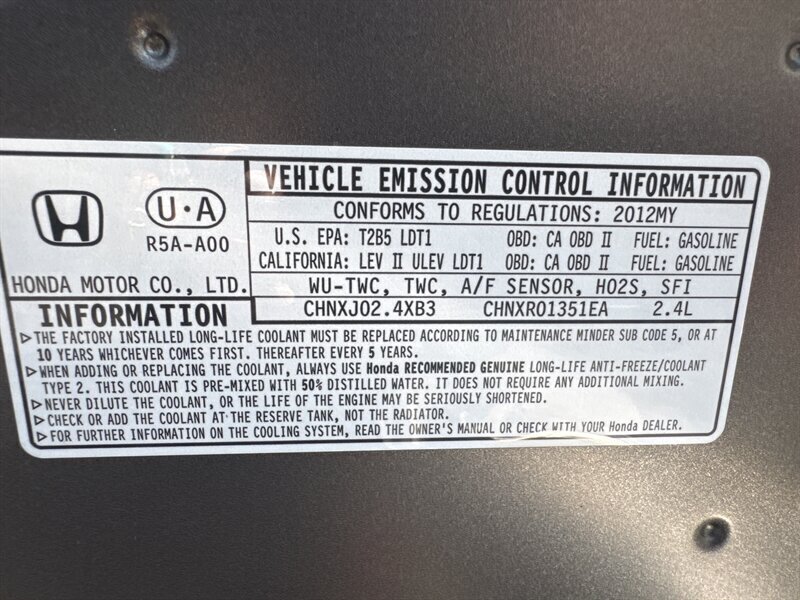 U·A
R5A-A00
HONDA MOTOR CO., LTD.
VEHICLE EMISSION CONTROL INFORMATION
CONFORMS TO REGULATIONS: 2012MY
U.S. EPA: T2B5 LDT1 OBD: CA OBD II FUEL: GASOLINE
CALIFORNIA: LEV II ULEV LDT1 OBD: CA OBD II FUEL: GASOLINE
WU-TWC, TWC, A/F SENSOR, HO2S, SFI
CHNXJ02.4XB3 CHNXR0135IEA 2.4L
INFORMATION
▷THE FACTORY INSTALLED LONG-LIFE COOLANT MUST BE REPLACED ACCORDING TO MAINTENANCE MINDER SUB CODE 5, OR AT
10 YEARS WHICHEVER COMES FIRST. THEREAFTER EVERY 5 YEARS.
▷WHEN ADDING OR REPLACING THE COOLANT, ALWAYS USE Honda RECOMMENDED GENUINE LONG-LIFE ANTI-FREEZE/COOLANT
TYPE 2. THIS COOLANT IS PRE-MIXED WITH 50% DISTILLED WATER. IT DOES NOT REQUIRE ANY ADDITIONAL MIXING.
▷NEVER DILUTE THE COOLANT, OR THE LIFE OF THE ENGINE MAY BE SERIOUSLY SHORTENED.
▷CHECK OR ADD THE COOLANT AT THE RESERVE TANK, NOT THE RADIATOR.
▷FOR FURTHER INFORMATION ON THE COOLING SYSTEM, READ THE OWNER'S MANUAL OR CHECK WITH YOUR Honda DEALER.